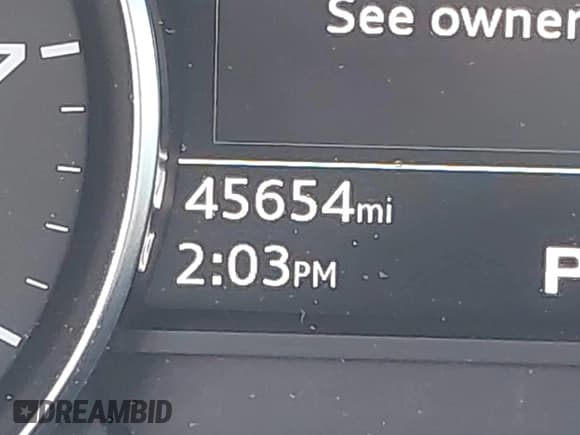 See owner
45654mi
2:03PM
P
DREAMBID